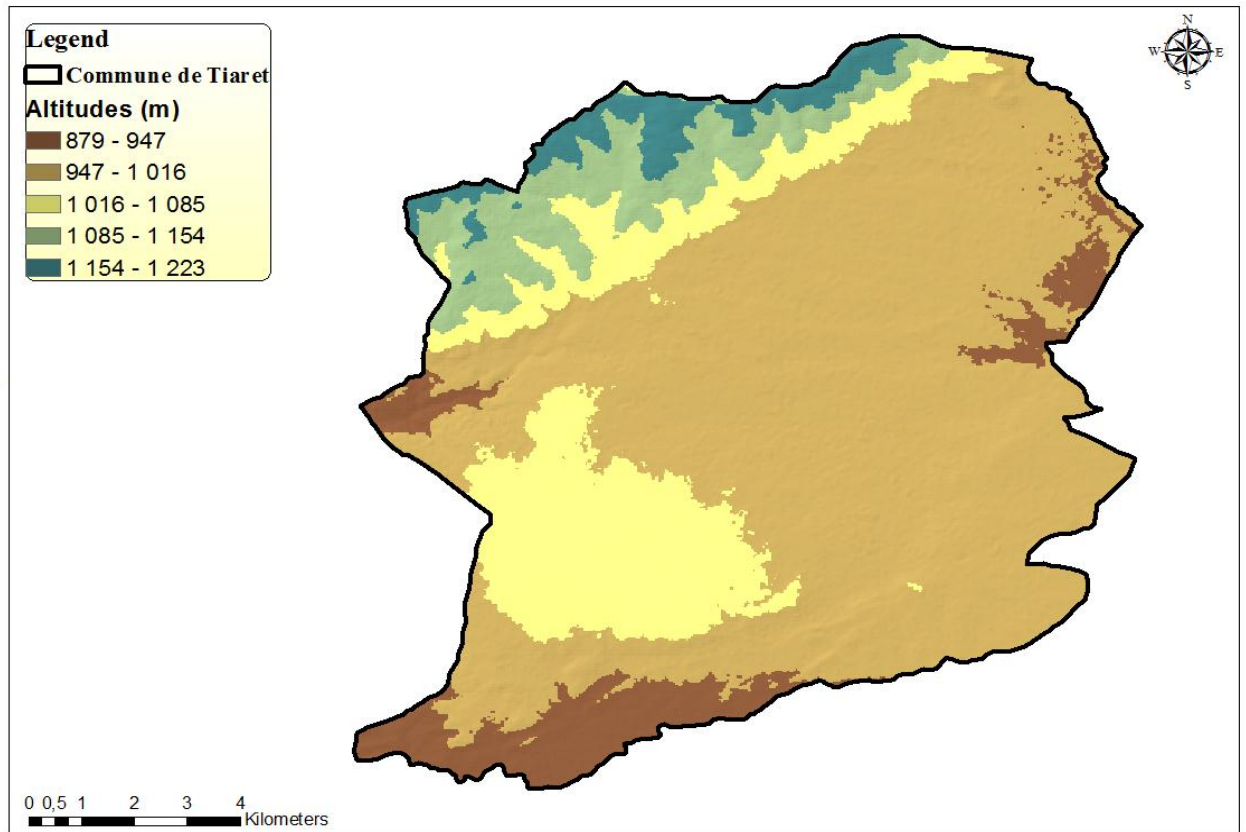 Legend
Commune de Tiaret
Altitudes (m)
879 - 947
947 - 1 016
1 016 - 1 085
1 085 - 1 154
1 154 - 1 223
N
W E
S
0 0,5 1 2 3 4
Kilometers